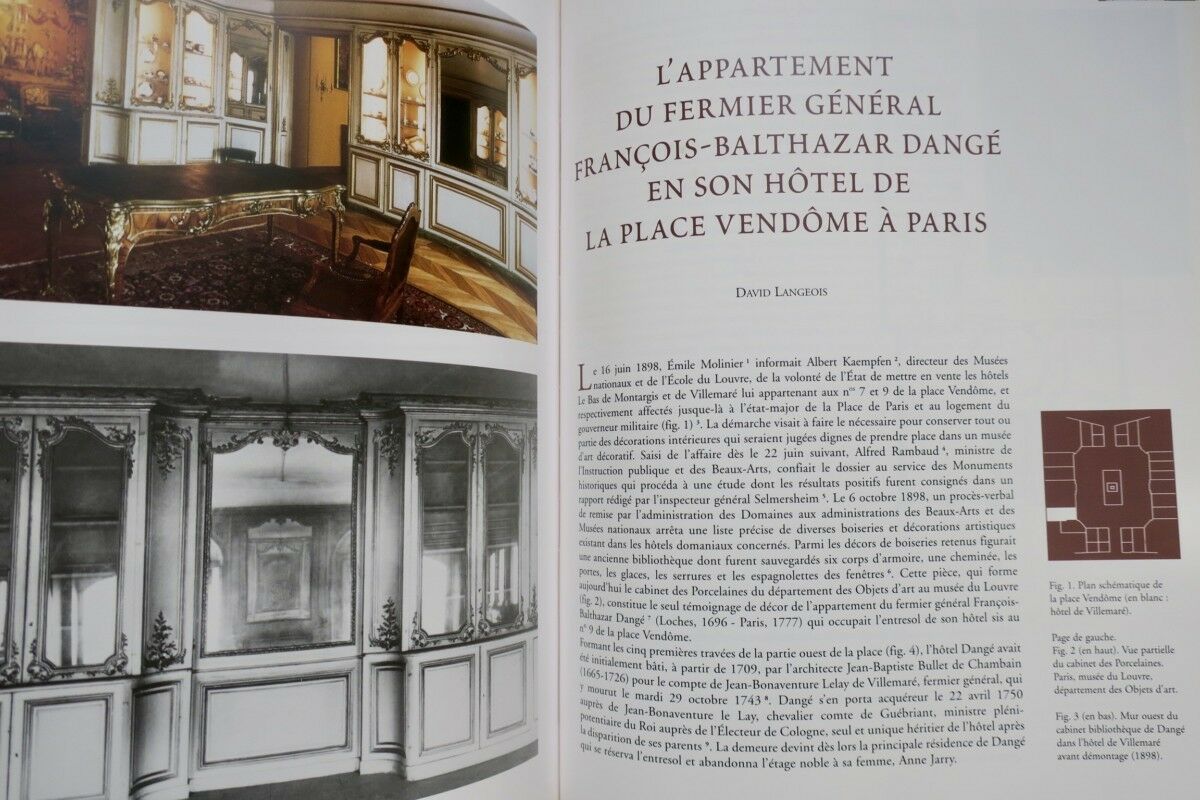 L'APPARTEMENT
DU FERMIER GÉNÉRAL
FRANÇOIS-BALTHAZAR DANGÉ
EN SON HÔTEL DE
LA PLACE VENDÔME À PARIS
DAVID LANGEOIS
Le 16 juin 1898, Émile Molinier ¹ informait Albert Kaempfen ², directeur des Musées
nationaux et de l'École du Louvre, de la volonté de l'État de mettre en vente les hôtels
Le Bas de Montargis et de Villemaré lui appartenant aux nᵒˢ 7 et 9 de la place Vendôme, et
respectivement affectés jusque-là à l'état-major de la Place de Paris et au logement du
gouverneur militaire (fig. 1) ³. La démarche visait à faire le nécessaire pour conserver tout ou
partie des décorations intérieures qui seraient jugées dignes de prendre place dans un musée
d'art décoratif. Saisi de l'affaire dès le 22 juin suivant, Alfred Rambaud ⁴, ministre de
l'Instruction publique et des Beaux-Arts, confiait le dossier au service des Monuments
historiques qui procéda à une étude dont les résultats positifs furent consignés dans un
rapport rédigé par l'inspecteur général Selmersheim ⁵. Le 6 octobre 1898, un procès-verbal
de remise par l'administration des Domaines aux administrations des Beaux-Arts et des
Musées nationaux arrêta une liste précise de diverses boiseries et décorations artistiques
existant dans les hôtels domaniaux concernés. Parmi les décors de boiseries retenus figurait
une ancienne bibliothèque dont furent sauvegardés six corps d'armoire, une cheminée, les
portes, les glaces, les serrures et les espagnolettes des fenêtres ⁶. Cette pièce, qui forme
aujourd'hui le cabinet des Porcelaines du département des Objets d'art au musée du Louvre
(fig. 2), constitue le seul témoignage de décor de l'appartement du fermier général François-
Balthazar Dangé ⁷ (Loches, 1696 - Paris, 1777) qui occupait l'entresol de son hôtel sis au
n° 9 de la place Vendôme.
Formant les cinq premières travées de la partie ouest de la place (fig. 4), l'hôtel Dangé avait
été initialement bâti, à partir de 1709, par l'architecte Jean-Baptiste Bullet de Chambain
(1665-1726) pour le compte de Jean-Bonaventure Lelay de Villemaré, fermier général, qui
y mourut le mardi 29 octobre 1743 ⁸. Dangé s'en porta acquéreur le 22 avril 1750
auprès de Jean-Bonaventure le Lay, chevalier comte de Guébriant, ministre pléni-
potentiaire du Roi auprès de l'Électeur de Cologne, seul et unique héritier de l'hôtel après
la disparition de ses parents ⁹. La demeure devint dès lors la principale résidence de Dangé
qui se réserva l'entresol et abandonna l'étage noble à sa femme, Anne Jarry.
Fig. 1. Plan schématique de
la place Vendôme (en blanc :
hôtel de Villemaré).
Page de gauche.
Fig. 2 (en haut). Vue partielle
du cabinet des Porcelaines.
Paris, musée du Louvre,
département des Objets d'art.
Fig. 3 (en bas). Mur ouest du
cabinet bibliothèque de Dangé
dans l'hôtel de Villemaré
avant démontage (1898).